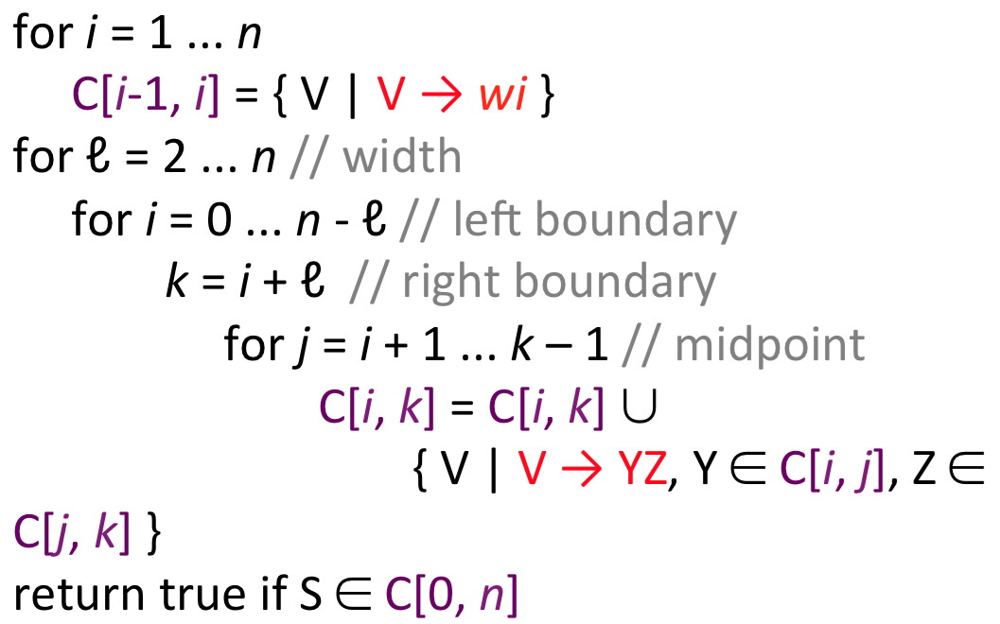 for i = 1 ... n
C[i-1, i] = { V | V → wi }
for ℓ = 2 ... n // width
for i = 0 ... n - ℓ // left boundary
k = i + ℓ // right boundary
for j = i + 1 ... k – 1 // midpoint
C[i, k] = C[i, k] ∪
{ V | V → YZ, Y ∈ C[i, j], Z ∈
C[j, k] }
return true if S ∈ C[0, n]